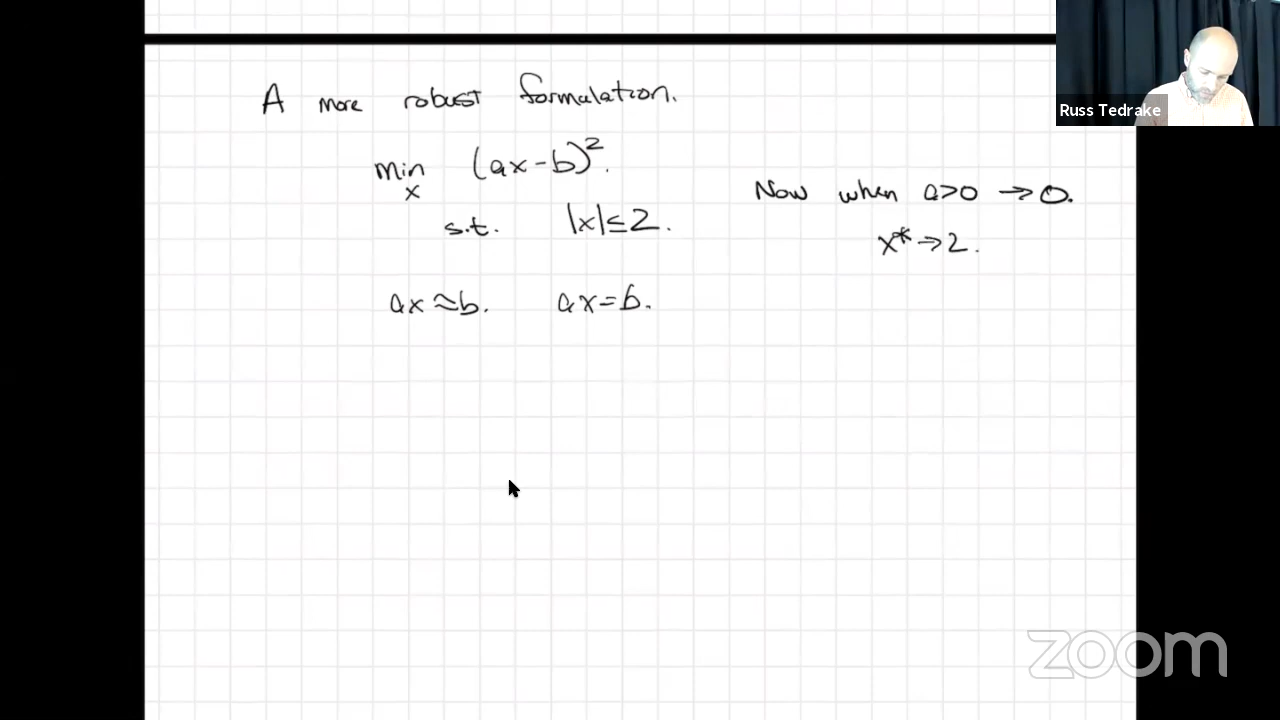 A more robust formulation.
min (ax-b)².
x
s.t. |x|≤2.
Now when a>0 → 0.
x* → 2.
ax≈b. ax=b.
Russ Tedrake
zoom